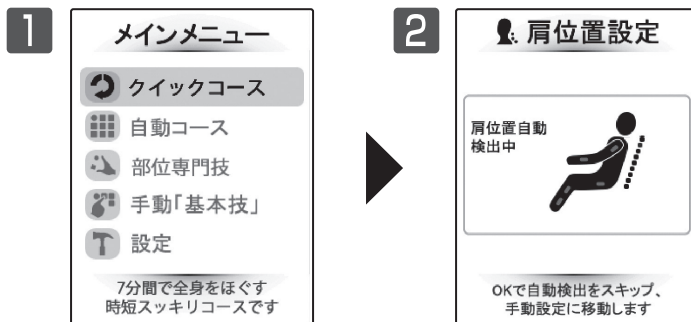 1
メインメニュー
クイックコース
自動コース
部位専門技
手動「基本技」
設定
7分間で全身をほぐす
時短スッキリコースです
2
肩位置設定
肩位置自動
検出中
OKで自動検出をスキップ、
手動設定に移動します